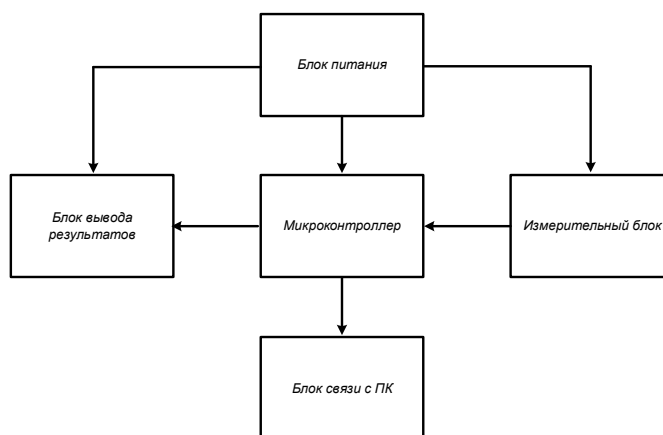 Блок питания
Блок вывода
результатов
Микроконтроллер
Измерительный блок
Блок связи с ПК